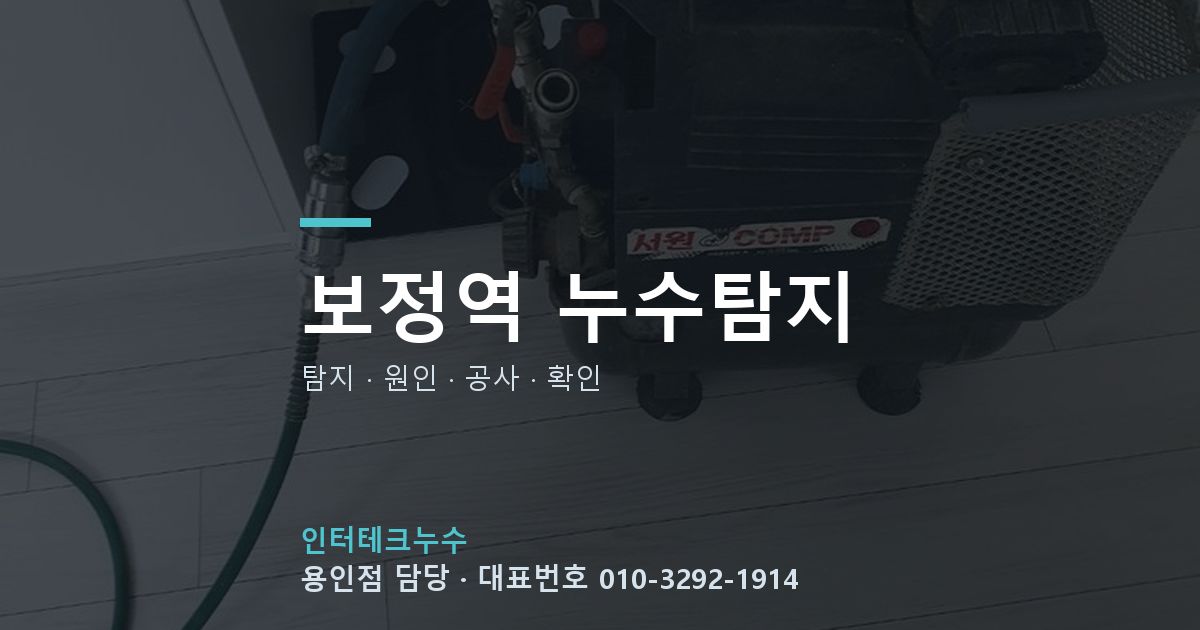 서원 COMP
보정역 누수탐지
탐지 · 원인 · 공사 · 확인
인터테크누수
용인점 담당 · 대표번호 010-3292-1914